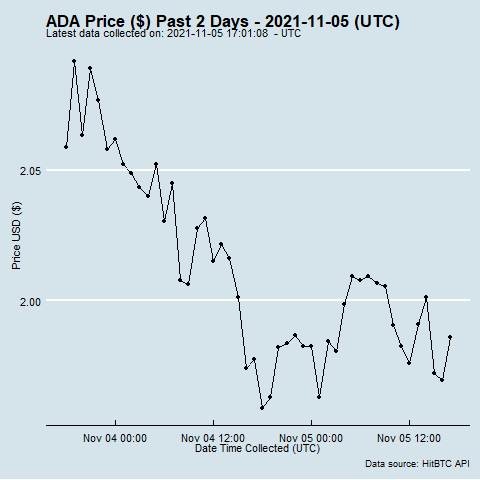 ADA Price ($) Past 2 Days - 2021-11-05 (UTC)
Latest data collected on: 2021-11-05 17:01:08  - UTC
2.05
2.00
Price USD ($)
Nov 04 00:00 Nov 04 12:00 Nov 05 00:00 Nov 05 12:00
Date Time Collected (UTC)
Data source: HitBTC API